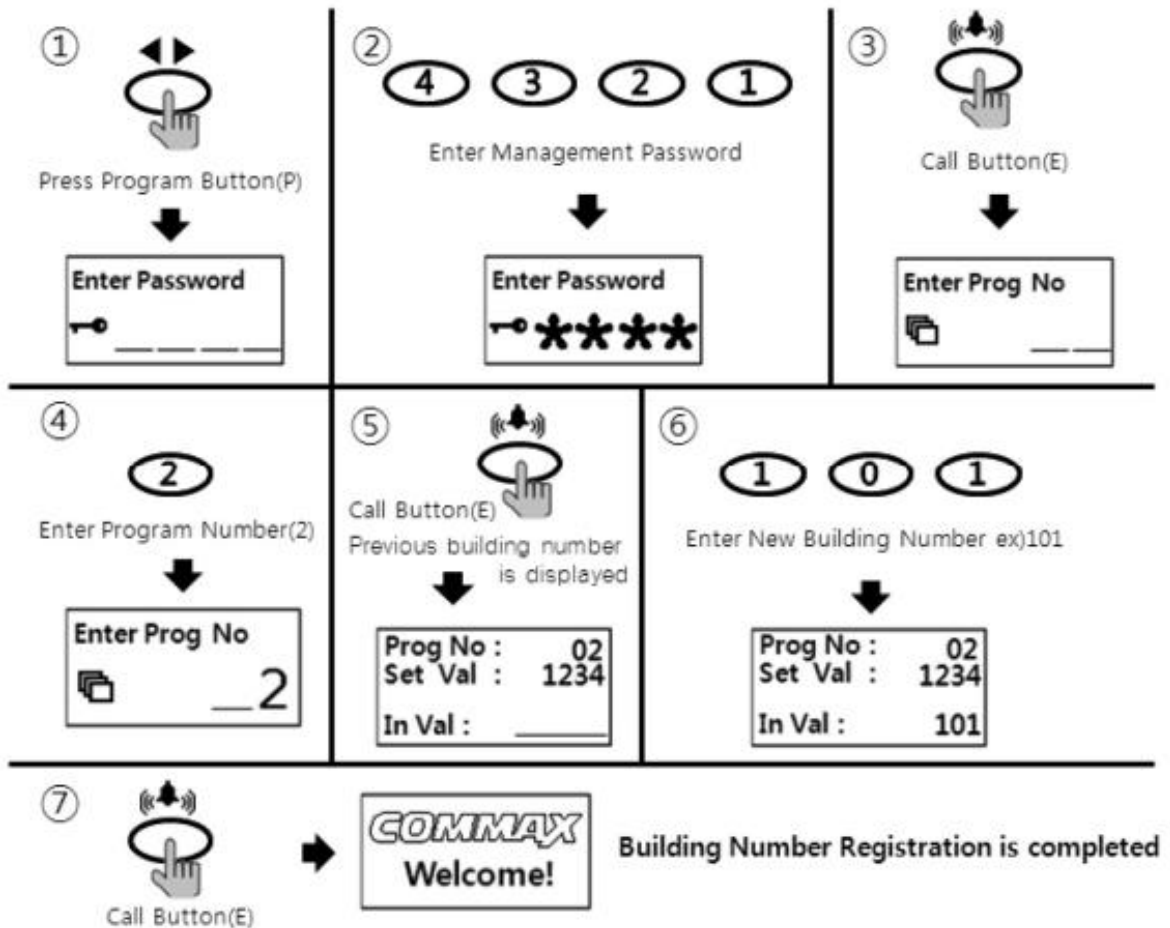 ①
Press Program Button(P)
Enter Password
②
4 3 2 1
Enter Management Password
Enter Password
③
Call Button(E)
Enter Prog No
④
2
Enter Program Number(2)
Enter Prog No
_2
⑤
Call Button(E)
Previous building number
is displayed
Prog No : 02
Set Val : 1234
In Val :
⑥
1 0 1
Enter New Building Number ex)101
Prog No : 02
Set Val : 1234
In Val : 101
⑦
Call Button(E)
COMMAX
Welcome!
Building Number Registration is completed